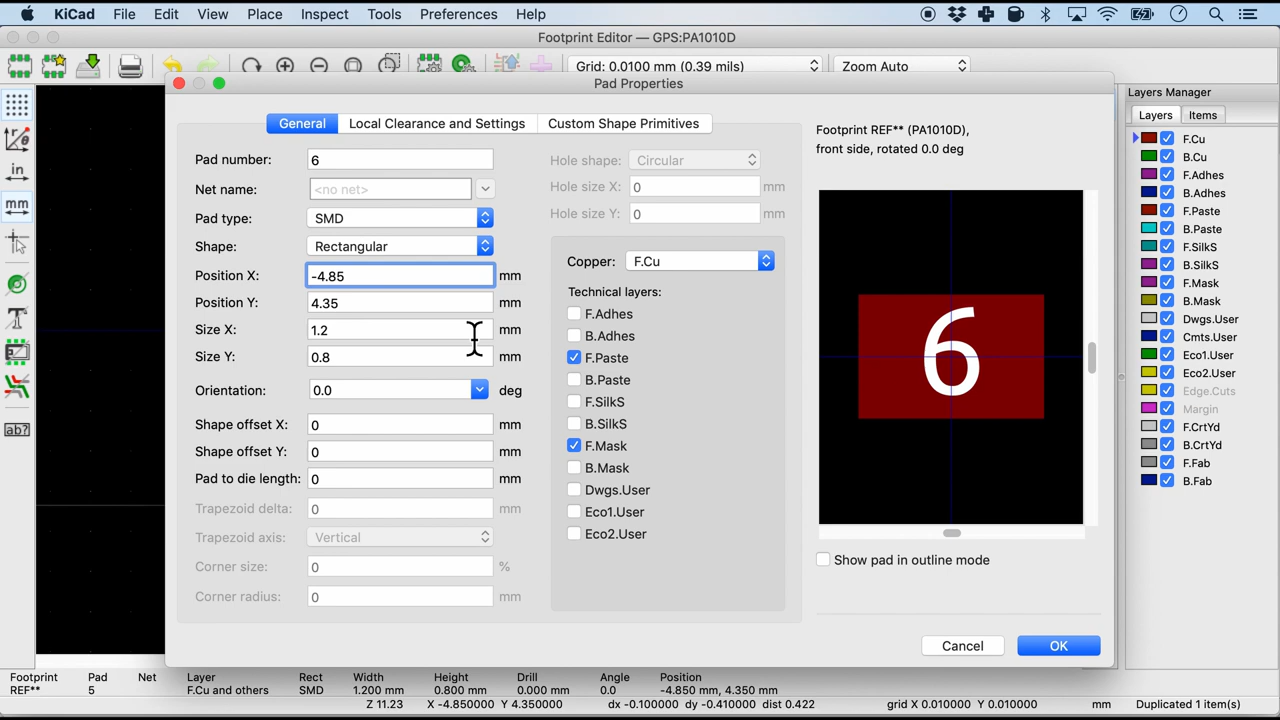 KiCad File Edit View Place Inspect Tools Preferences Help
Footprint Editor — GPS:PA1010D
Grid: 0.0100 mm (0.39 mils) Zoom Auto
Pad Properties
Layers Manager
Layers Items
General Local Clearance and Settings Custom Shape Primitives
Footprint REF** (PA1010D),
front side, rotated 0.0 deg
in
mm
ab?
Pad number: 6
Net name: <no net>
Pad type: SMD
Shape: Rectangular
Position X: -4.85 mm
Position Y: 4.35 mm
Size X: 1.2 mm
Size Y: 0.8 mm
Orientation: 0.0 deg
Shape offset X: 0 mm
Shape offset Y: 0 mm
Pad to die length: 0 mm
Trapezoid delta: 0 mm
Trapezoid axis: Vertical
Corner size: 0 %
Corner radius: 0 mm
Hole shape: Circular
Hole size X: 0 mm
Hole size Y: 0 mm
Copper: F.Cu
Technical layers:
F.Adhes
B.Adhes
F.Paste
B.Paste
F.SilkS
B.SilkS
F.Mask
B.Mask
Dwgs.User
Eco1.User
Eco2.User
6
Show pad in outline mode
Cancel OK
F.Cu
B.Cu
F.Adhes
B.Adhes
F.Paste
B.Paste
F.SilkS
B.SilkS
F.Mask
B.Mask
Dwgs.User
Cmts.User
Eco1.User
Eco2.User
Edge.Cuts
Margin
F.CrtYd
B.CrtYd
F.Fab
B.Fab
Footprint Pad Net Layer Rect Width Height Drill Angle Position
REF** 5 F.Cu and others SMD 1.200 mm 0.800 mm 0.000 mm 0.0 -4.850 mm, 4.350 mm
Z 11.23 X -4.850000 Y 4.350000 dx -0.100000 dy -0.410000 dist 0.422 grid X 0.010000 Y 0.010000 mm Duplicated 1 item(s)